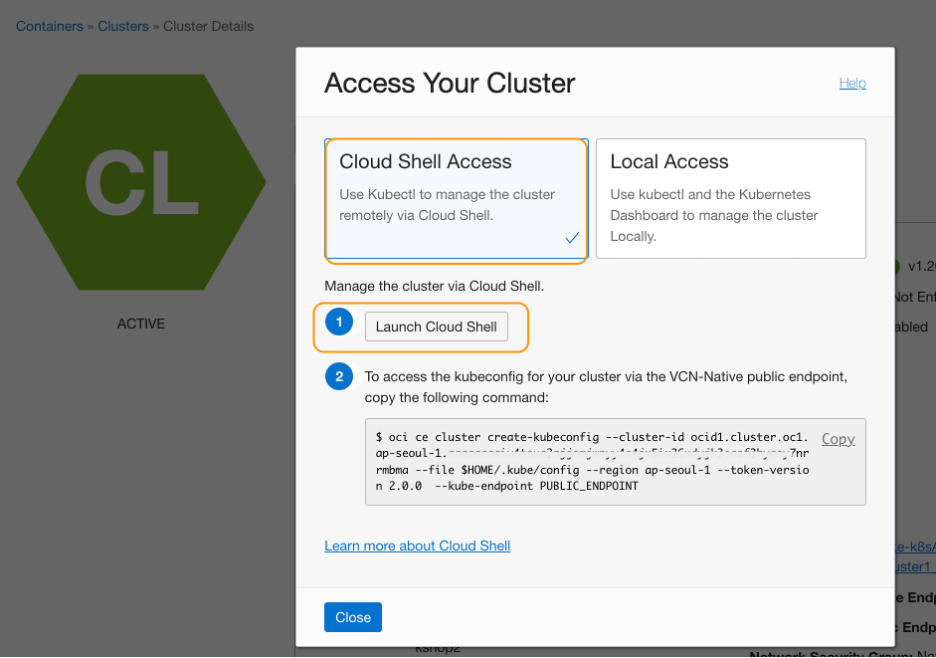 Containers » Clusters » Cluster Details
CL
ACTIVE
Access Your Cluster
Help
Cloud Shell Access
Use Kubectl to manage the cluster
remotely via Cloud Shell.
Local Access
Use kubectl and the Kubernetes
Dashboard to manage the cluster
Locally.
Manage the cluster via Cloud Shell.
1 Launch Cloud Shell
2 To access the kubeconfig for your cluster via the VCN-Native public endpoint,
copy the following command:
$ oci ce cluster create-kubeconfig --cluster-id ocid1.cluster.oc1.
Copy
ap-seoul-1.
rmbma --file $HOME/.kube/config --region ap-seoul-1 --token-versio
n 2.0.0 --kube-endpoint PUBLIC_ENDPOINT
Learn more about Cloud Shell
Close
v1.2
Not Enf
abled
te-k8s/
uster1
e Endp
c Endp
kshop2
Network Security Group: No